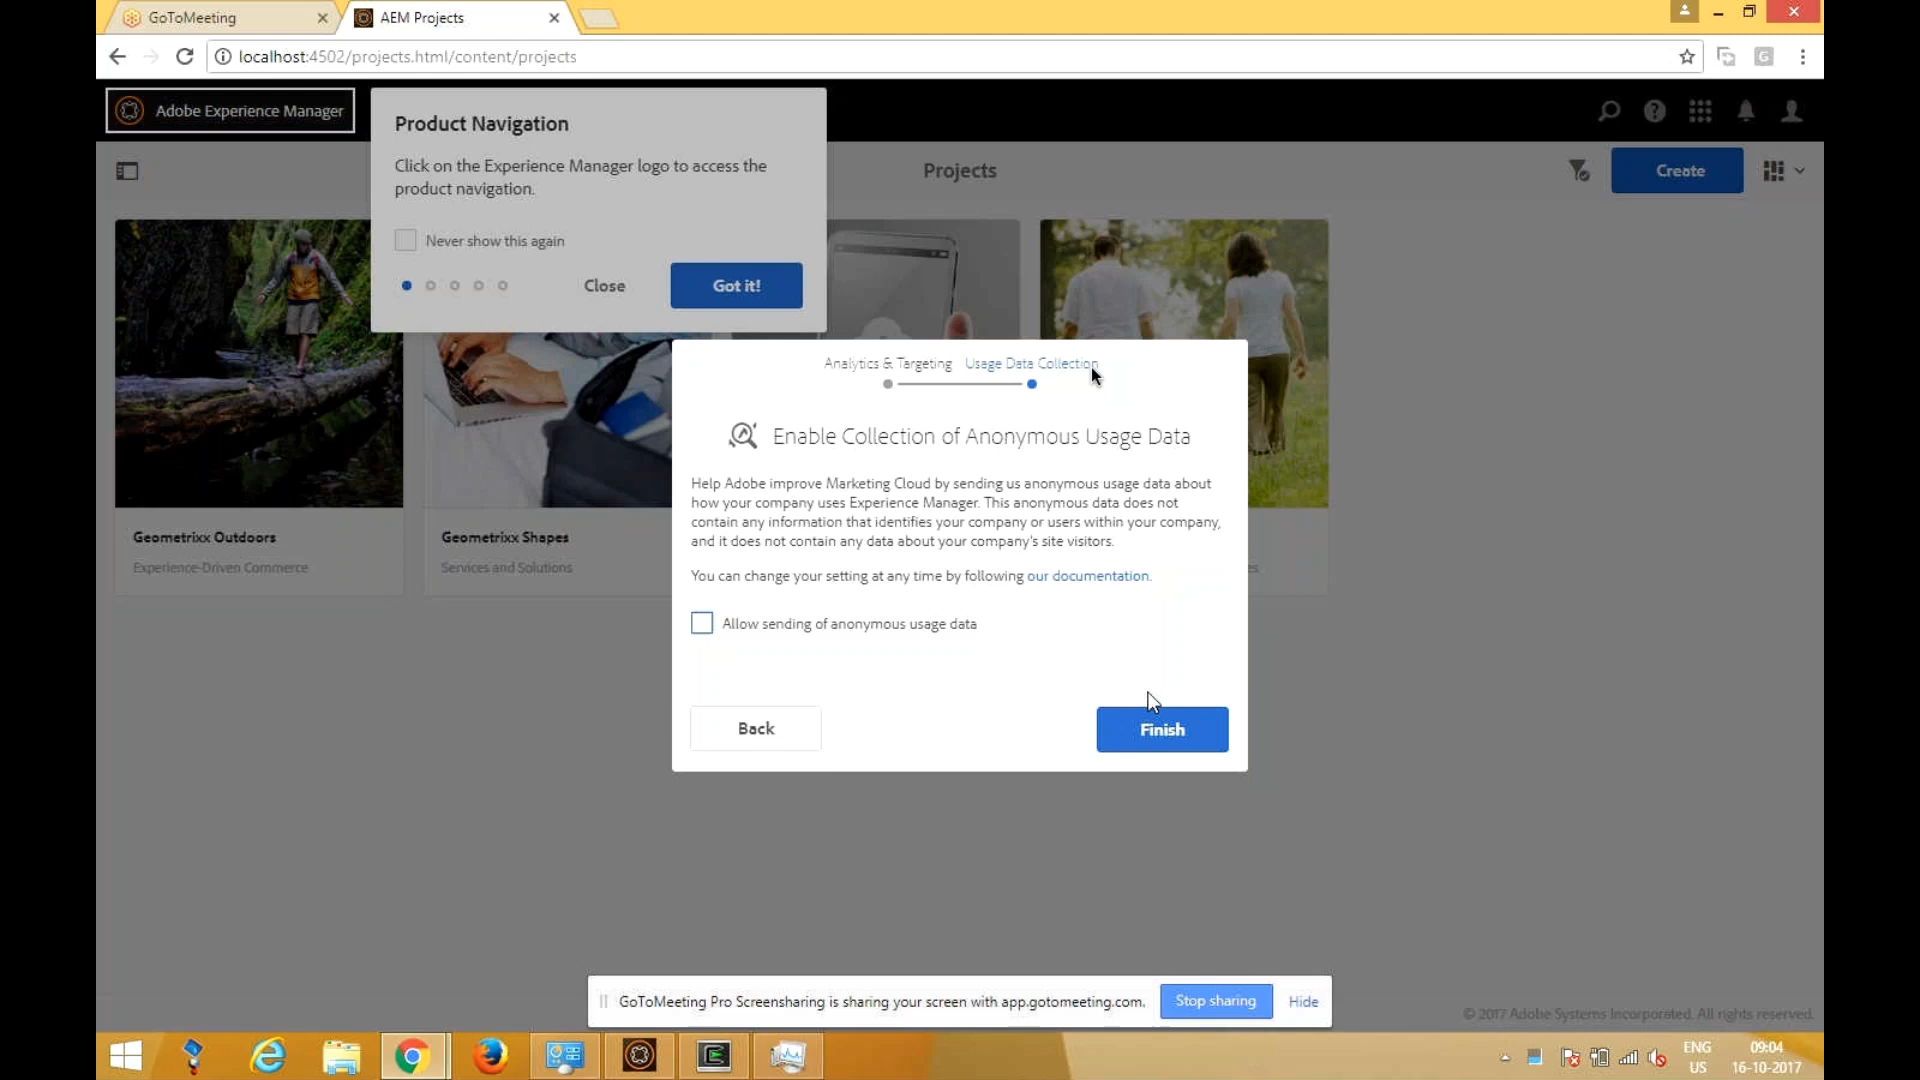 GoToMeeting
AEM Projects
localhost:4502/projects.html/content/projects
Adobe Experience Manager
Product Navigation
Click on the Experience Manager logo to access the
product navigation.
Never show this again
Close
Got it!
Projects
Create
Analytics & Targeting
Usage Data Collection
Enable Collection of Anonymous Usage Data
Help Adobe improve Marketing Cloud by sending us anonymous usage data about
how your company uses Experience Manager. This anonymous data does not
contain any information that identifies your company or users within your company,
and it does not contain any data about your company's site visitors.
You can change your setting at any time by following our documentation.
Allow sending of anonymous usage data
Back
Finish
Geometrixx Outdoors
Experience-Driven Commerce
Geometrixx Shapes
Services and Solutions
GoToMeeting Pro Screensharing is sharing your screen with app.gotomeeting.com.
Stop sharing
Hide
© 2017 Adobe Systems Incorporated. All rights reserved.
ENG
US
09:04
16-10-2017